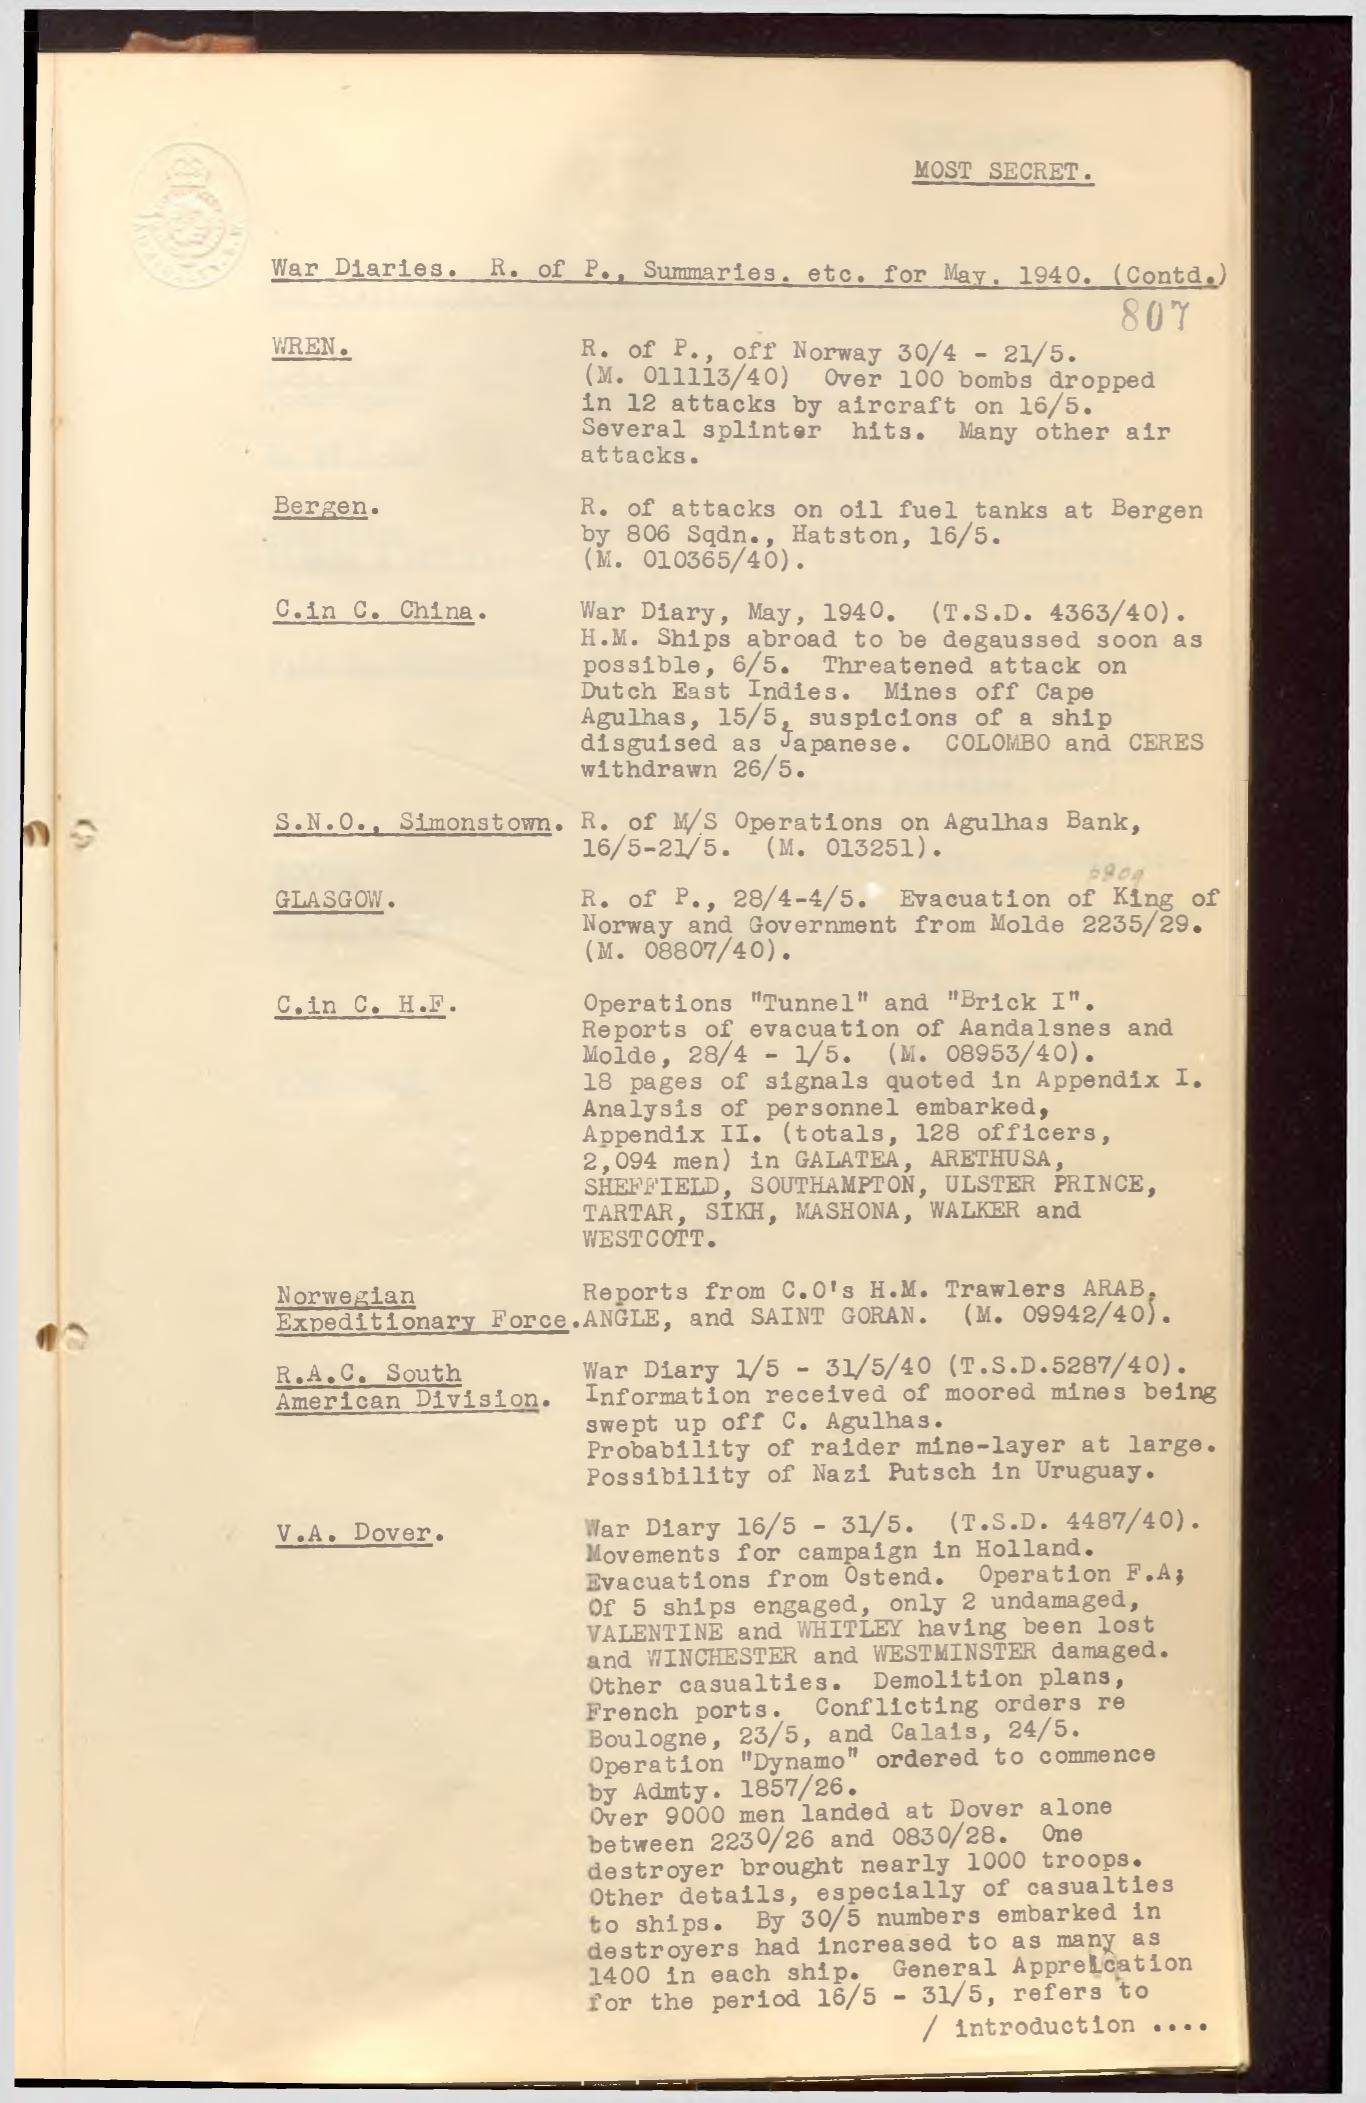 MOST SECRET.
War Diaries. R. of P., Summaries. etc. for May. 1940. (Contd.)
807
WREN.
R. of P., off Norway 30/4 - 21/5.
(M. 011113/40) Over 100 bombs dropped
in 12 attacks by aircraft on 16/5.
Several splinter hits. Many other air
attacks.
Bergen.
R. of attacks on oil fuel tanks at Bergen
by 806 Sqdn., Hatston, 16/5.
(M. 010365/40).
C.in C. China.
War Diary, May, 1940. (T.S.D. 4363/40).
H.M. Ships abroad to be degaussed soon as
possible, 6/5. Threatened attack on
Dutch East Indies. Mines off Cape
Agulhas, 15/5, suspicions of a ship
disguised as Japanese. COLOMBO and CERES
withdrawn 26/5.
S.N.O., Simonstown.
R. of M/S Operations on Agulhas Bank,
16/5-21/5. (M. 013251).
GLASGOW.
R. of P., 28/4-4/5. Evacuation of King of
Norway and Government from Molde 2235/29.
(M. 08807/40).
C.in C. H.F.
Operations "Tunnel" and "Brick I".
Reports of evacuation of Aandalsnes and
Molde, 28/4 - 1/5. (M. 08953/40).
18 pages of signals quoted in Appendix I.
Analysis of personnel embarked,
Appendix II. (totals, 128 officers,
2,094 men) in GALATEA, ARETHUSA,
SHEFFIELD, SOUTHAMPTON, ULSTER PRINCE,
TARTAR, SIKH, MASHONA, WALKER and
WESTCOTT.
Norwegian
Expeditionary Force.
Reports from C.O's H.M. Trawlers ARAB,
ANGLE, and SAINT GORAN. (M. 09942/40).
R.A.C. South
American Division.
War Diary 1/5 - 31/5/40 (T.S.D.5287/40).
Information received of moored mines being
swept up off C. Agulhas.
Probability of raider mine-layer at large.
Possibility of Nazi Putsch in Uruguay.
V.A. Dover.
War Diary 16/5 - 31/5. (T.S.D. 4487/40).
Movements for campaign in Holland.
Evacuations from Ostend. Operation F.A;
Of 5 ships engaged, only 2 undamaged,
VALENTINE and WHITLEY having been lost
and WINCHESTER and WESTMINSTER damaged.
Other casualties. Demolition plans,
French ports. Conflicting orders re
Boulogne, 23/5, and Calais, 24/5.
Operation "Dynamo" ordered to commence
by Admty. 1857/26.
Over 9000 men landed at Dover alone
between 2230/26 and 0830/28. One
destroyer brought nearly 1000 troops.
Other details, especially of casualties
to ships. By 30/5 numbers embarked in
destroyers had increased to as many as
1400 in each ship. General
for the period 16/5 - 31/5, refers to
/ introduction ....